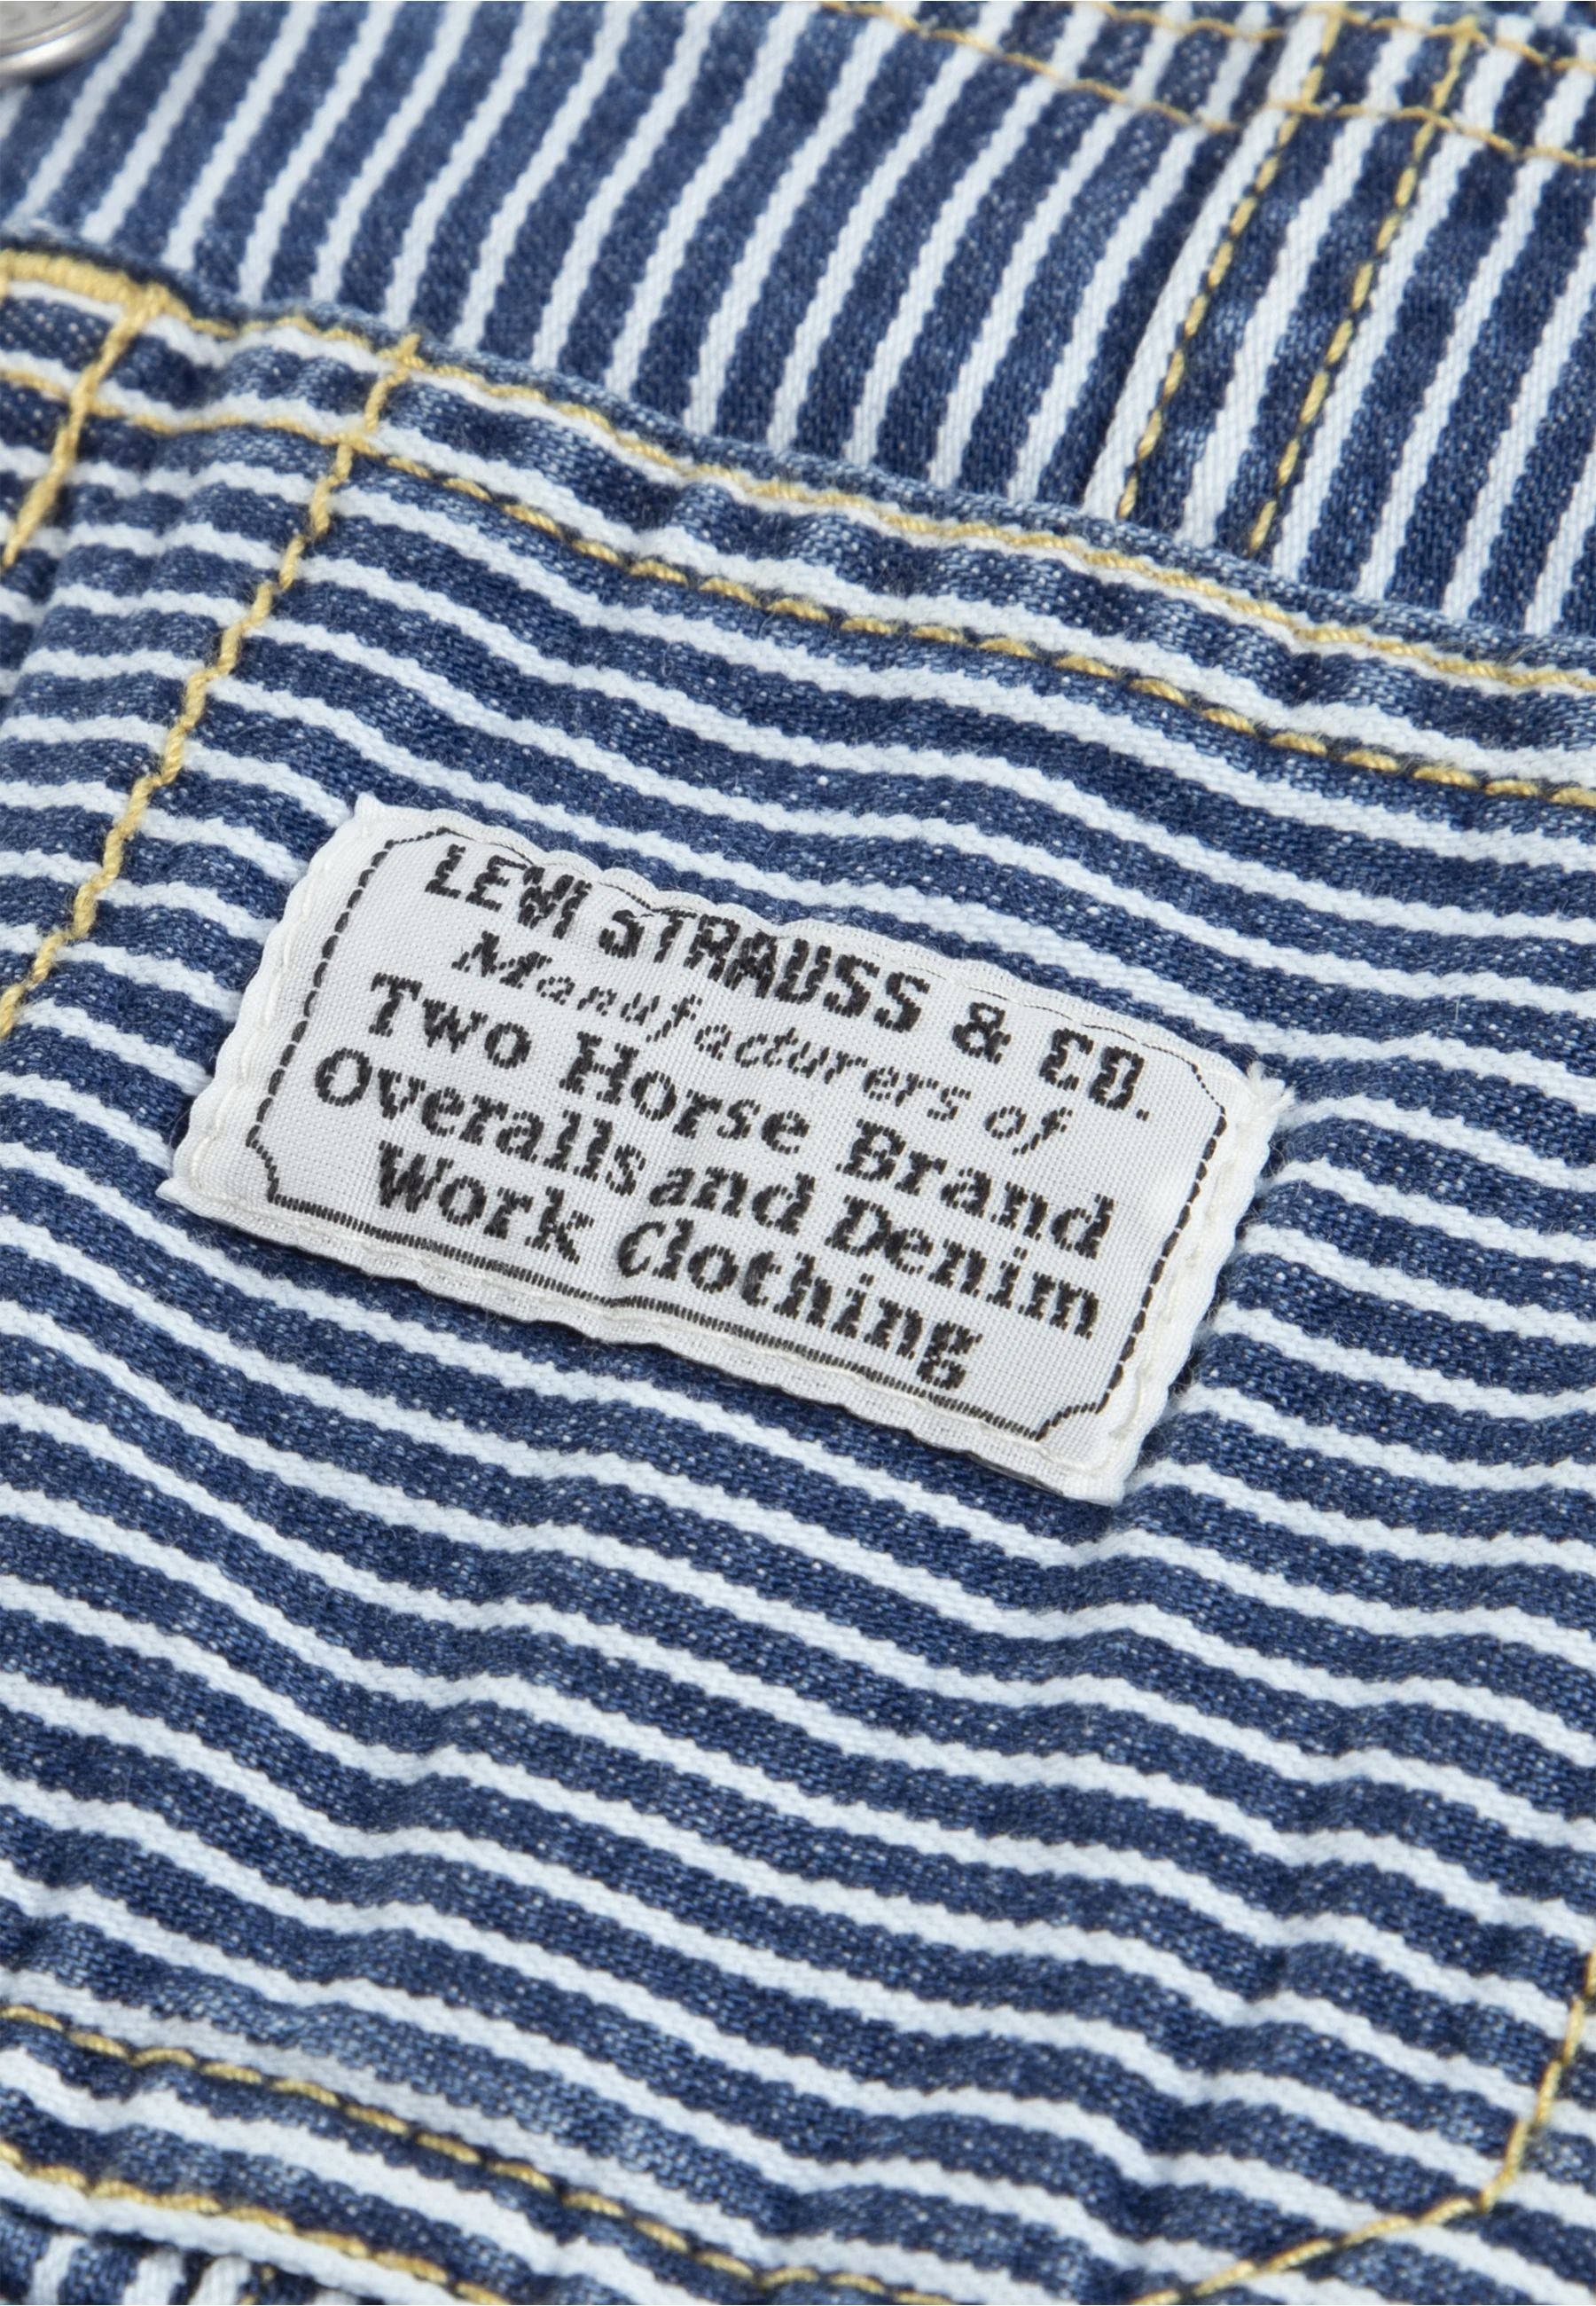 LEVI STRAUSS & CO.
Manufacturers of
Two Horse Brand
Overalls and Denim
Work Clothing